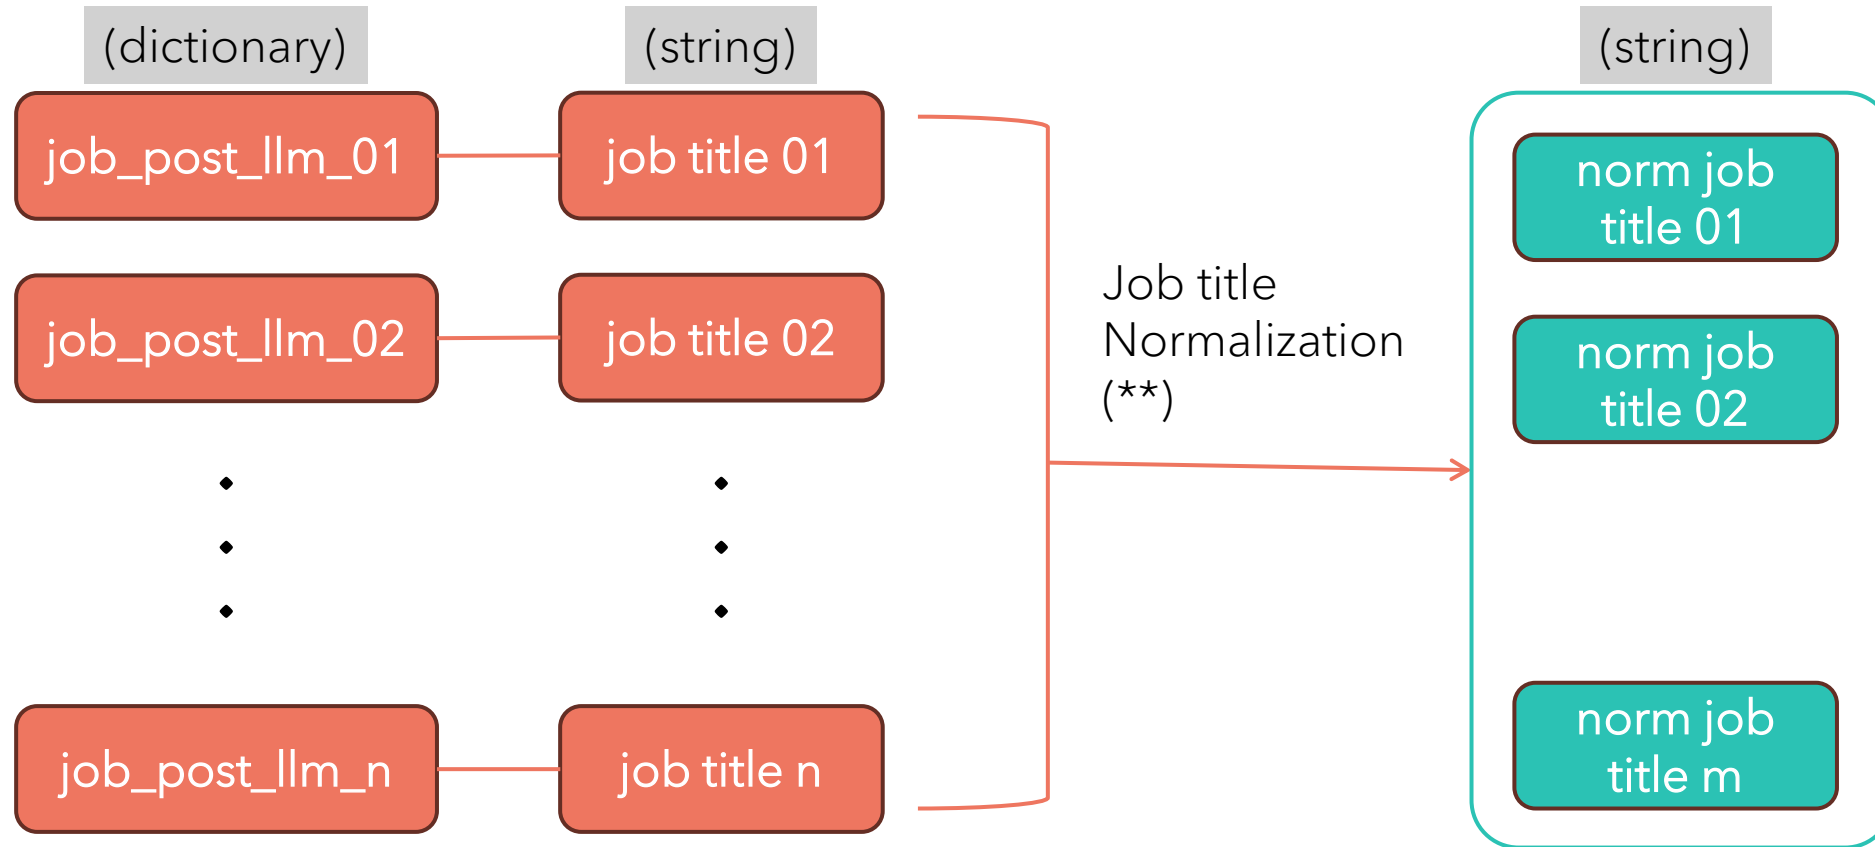 (dictionary)
(string)
(string)
job_post_llm_01
job title 01
norm job
title 01
job_post_llm_02
job title 02
Job title
Normalization
(**)
norm job
title 02
job_post_llm_n
job title n
norm job
title m